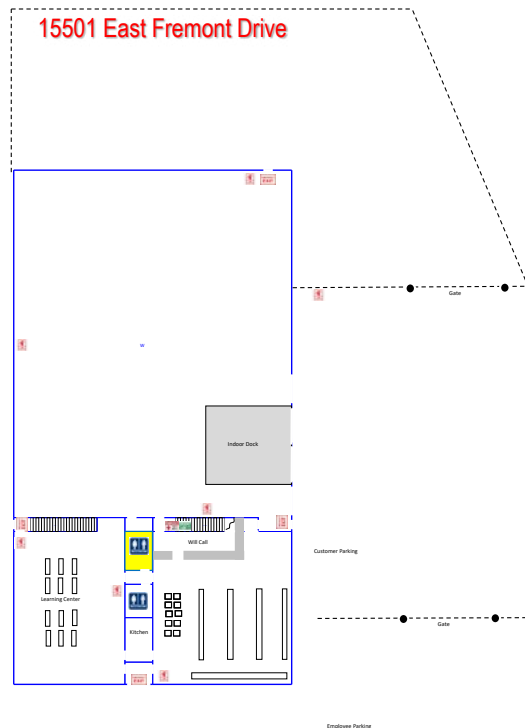 15501 East Fremont Drive
Gate
W
Indoor Dock
Will Call
Customer Parking
Learning Center
Gate
Kitchen
Employee Parking